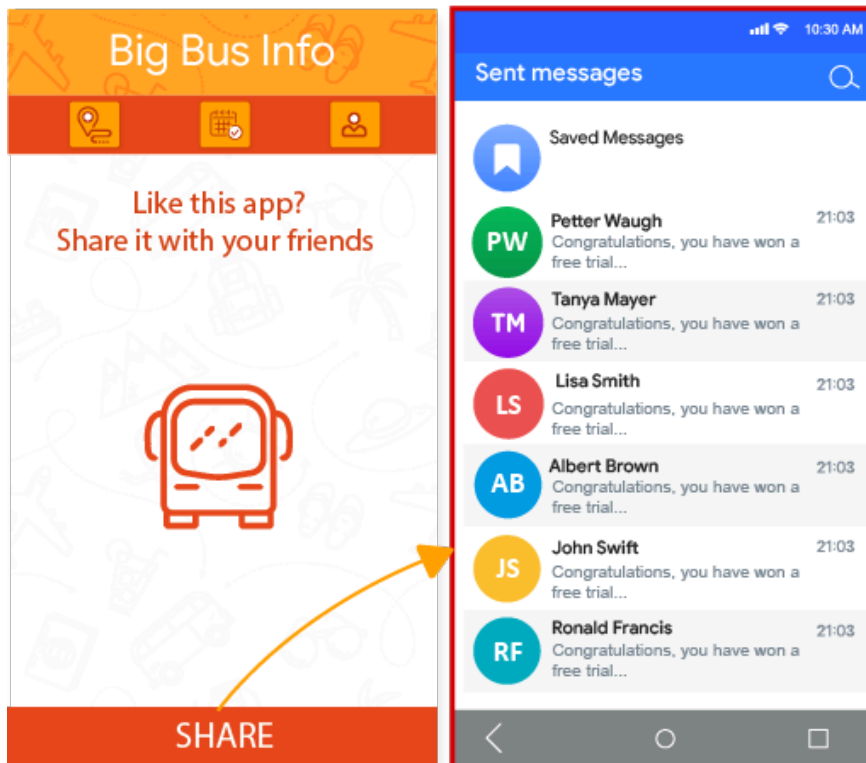 Big Bus Info
Like this app?
Share it with your friends
SHARE
10:30 AM
Sent messages
Saved Messages
PW
Petter Waugh
21:03
Congratulations, you have won a
free trial...
TM
Tanya Mayer
21:03
Congratulations, you have won a
free trial...
LS
Lisa Smith
21:03
Congratulations, you have won a
free trial...
AB
Albert Brown
21:03
Congratulations, you have won a
free trial...
JS
John Swift
21:03
Congratulations, you have won a
free trial...
RF
Ronald Francis
21:03
Congratulations, you have won a
free trial...